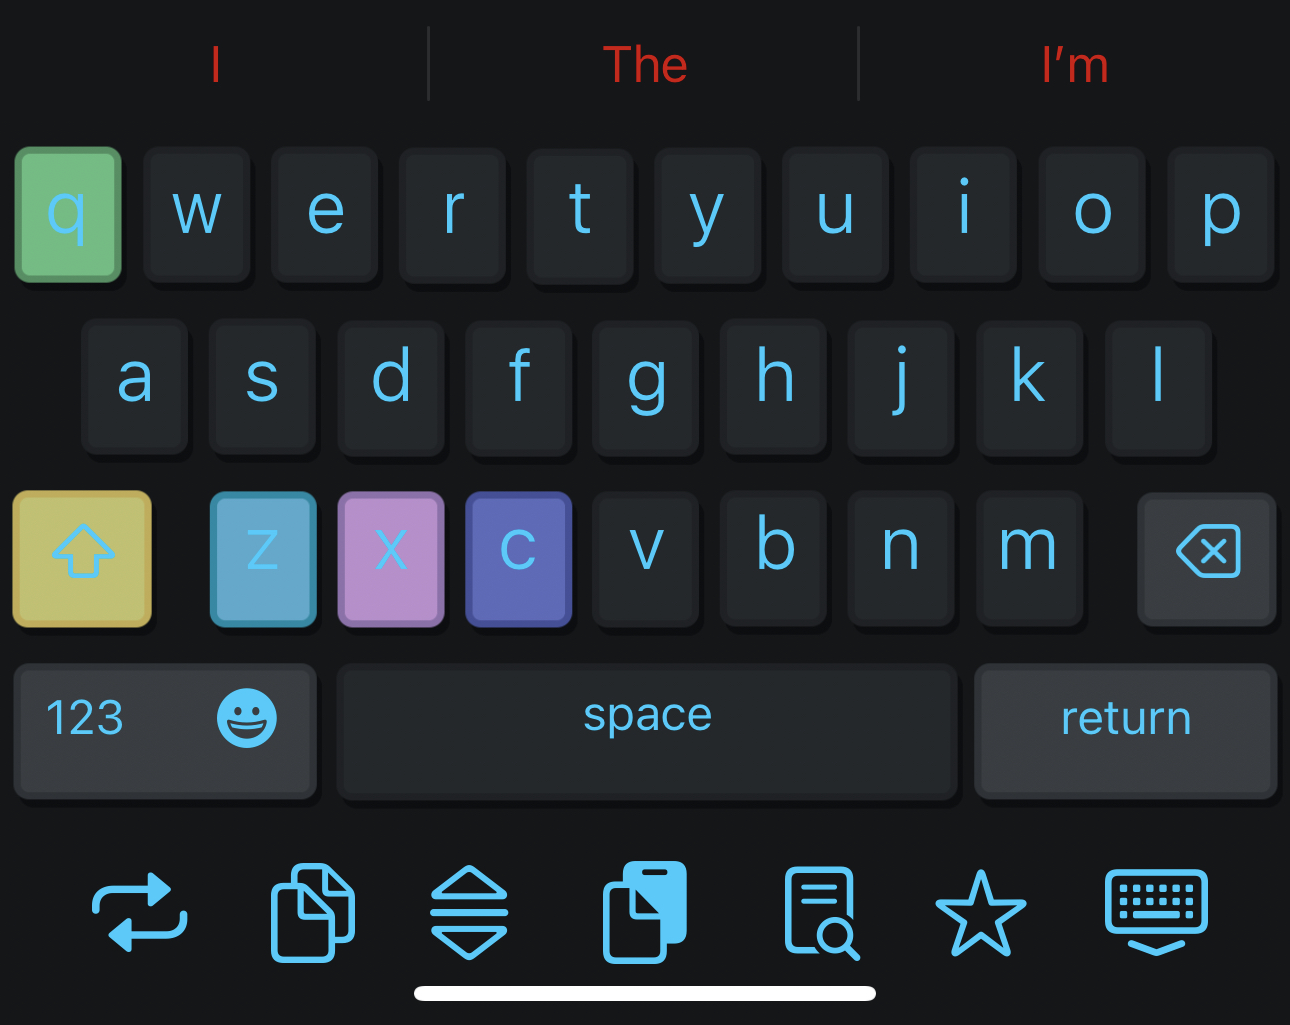 I The I'm
q w e r t y u i o p
a s d f g h j k l
z x c v b n m
123 space return